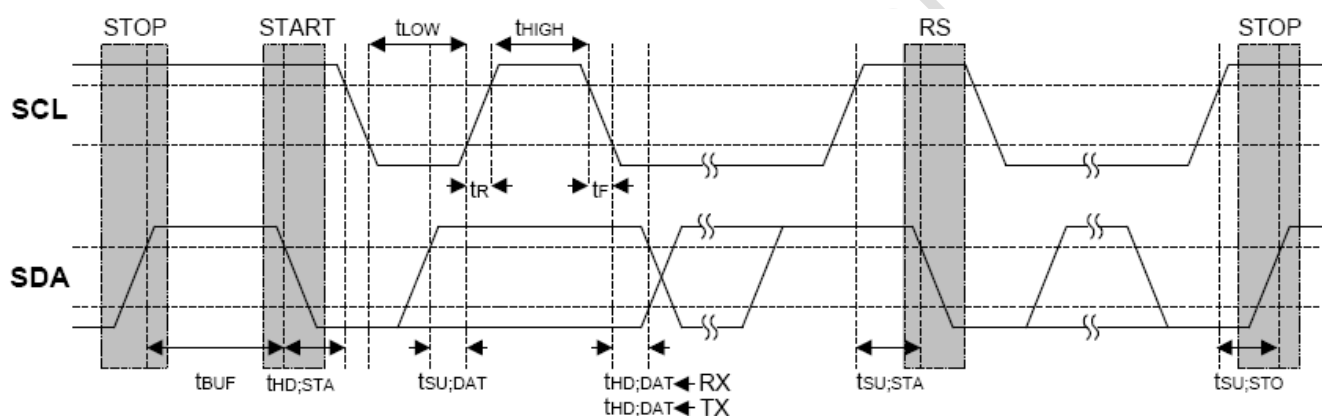 STOP START tLOW tHIGH RS STOP
SCL
tR tF
SDA
tBUF tHD;STA tSU;DAT tHD;DAT RX tSU;STA tSU;STO
tHD;DAT TX